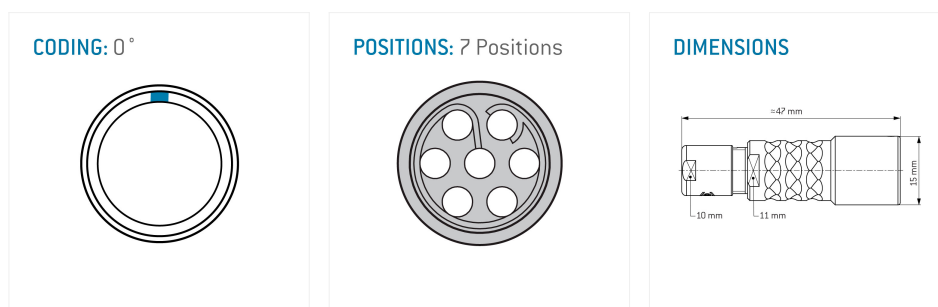 CODING: 0°
POSITIONS: 7 Positions
DIMENSIONS
≈47 mm
15 mm
10 mm
11 mm